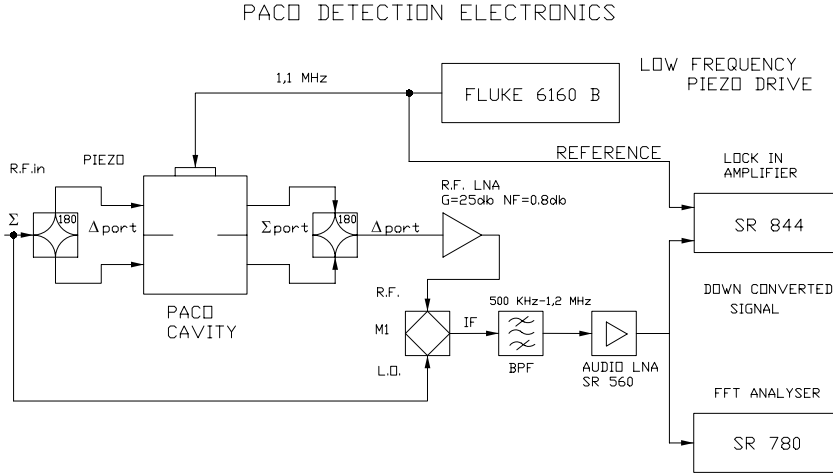 PACO DETECTION ELECTRONICS
LOW FREQUENCY
PIEZO DRIVE
1,1 MHz
FLUKE 6160 B
REFERENCE
LOCK IN
AMPLIFIER
PIEZO
R.F.in
R.F. LNA
G=25db NF=0.8db
Σ
180
Δport
Σport
180
Δport
SR 844
PACO
CAVITY
R.F.
500 KHz-1,2 MHz
DOWN CONVERTED
SIGNAL
M1
IF
L.O.
BPF
AUDIO LNA
SR 560
FFT ANALYSER
SR 780